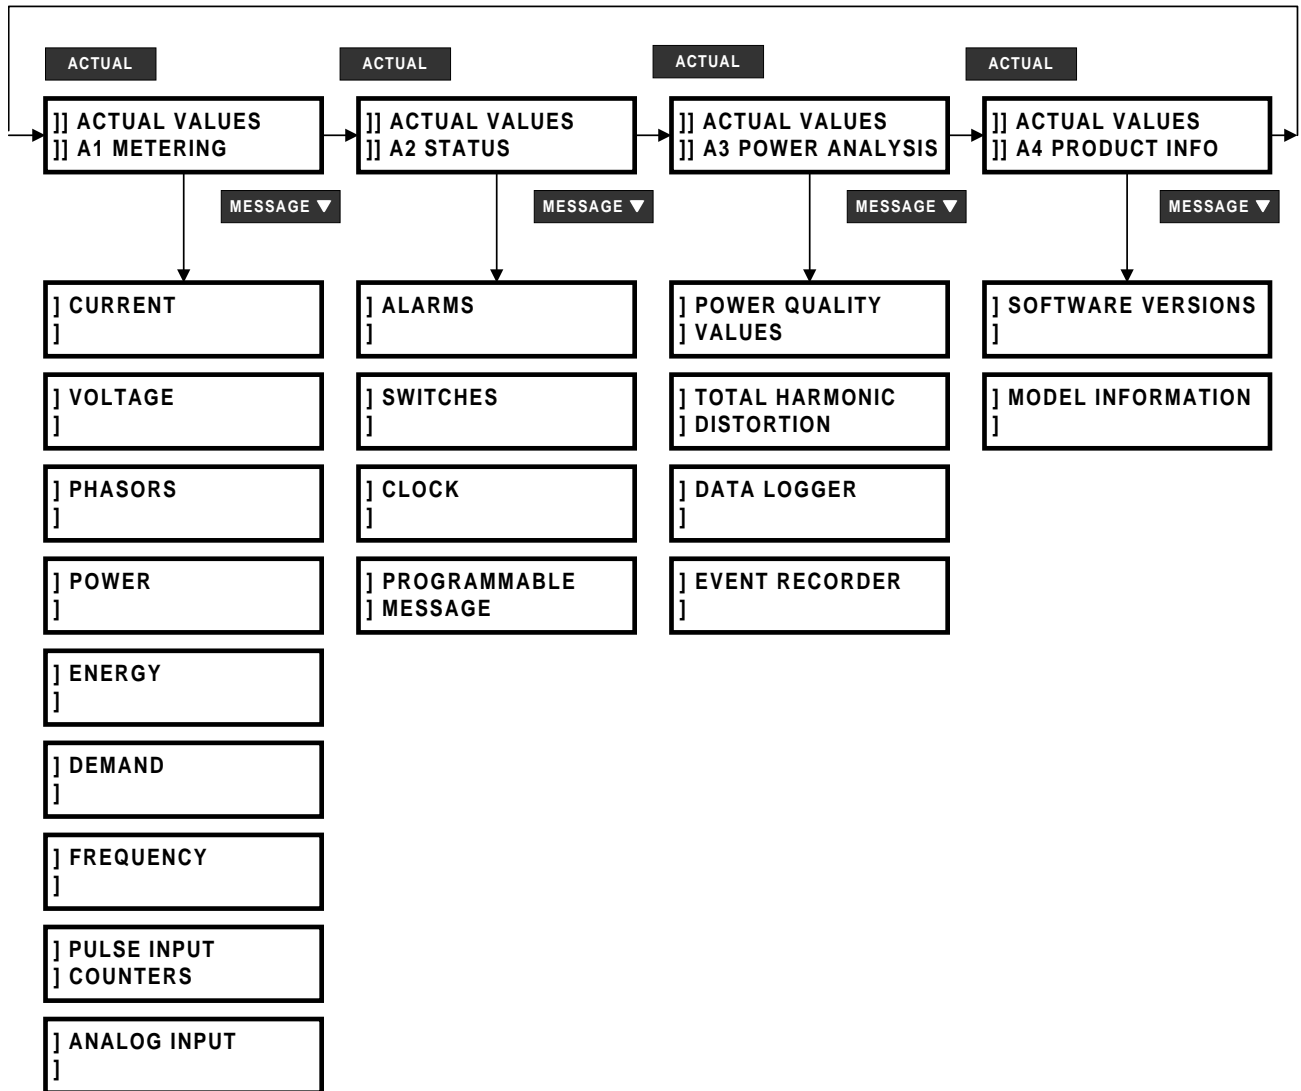 ACTUAL
ACTUAL
ACTUAL
ACTUAL
]] ACTUAL VALUES
]] A1 METERING
]] ACTUAL VALUES
]] A2 STATUS
]] ACTUAL VALUES
]] A3 POWER ANALYSIS
]] ACTUAL VALUES
]] A4 PRODUCT INFO
MESSAGE ▼
MESSAGE ▼
MESSAGE ▼
MESSAGE ▼
] CURRENT
]
] VOLTAGE
]
] PHASORS
]
] POWER
]
] ENERGY
]
] DEMAND
]
] FREQUENCY
]
] PULSE INPUT
] COUNTERS
] ANALOG INPUT
]
] ALARMS
]
] SWITCHES
]
] CLOCK
]
] PROGRAMMABLE
] MESSAGE
] POWER QUALITY
] VALUES
] TOTAL HARMONIC
] DISTORTION
] DATA LOGGER
]
] EVENT RECORDER
]
] SOFTWARE VERSIONS
]
] MODEL INFORMATION
]